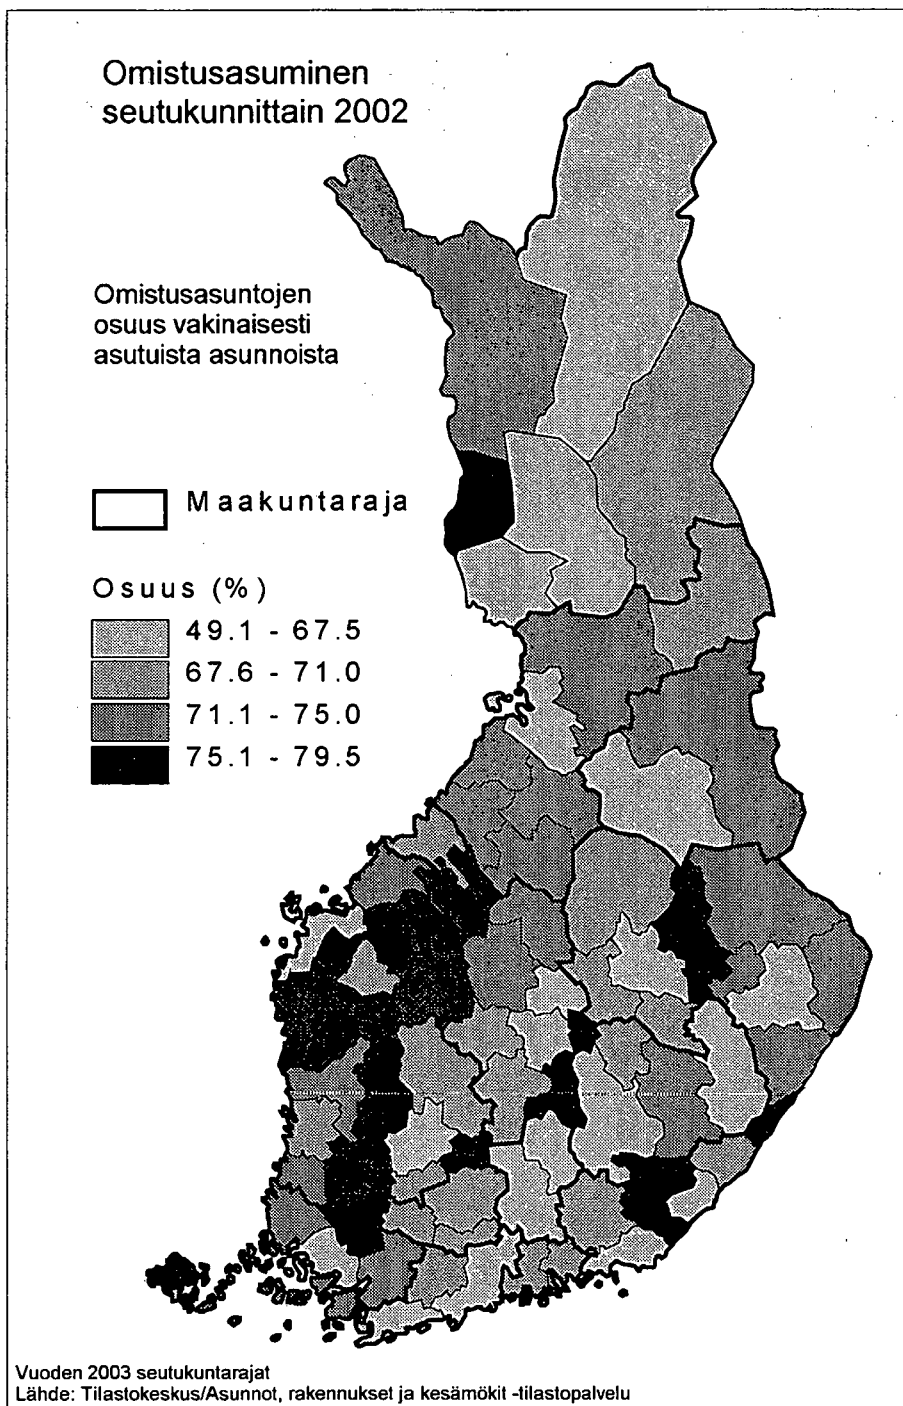 Omistusasuminen
seutukunnittain 2002
Omistusasuntojen
osuus vakinaisesti
asutuista asunnoista
Maakuntaraja
Osuus (%)
49.1 - 67.5
67.6 - 71.0
71.1 - 75.0
75.1 - 79.5
Vuoden 2003 seutukuntarajat
Lähde: Tilastokeskus/Asunnot, rakennukset ja kesämökit -tilastopalvelu